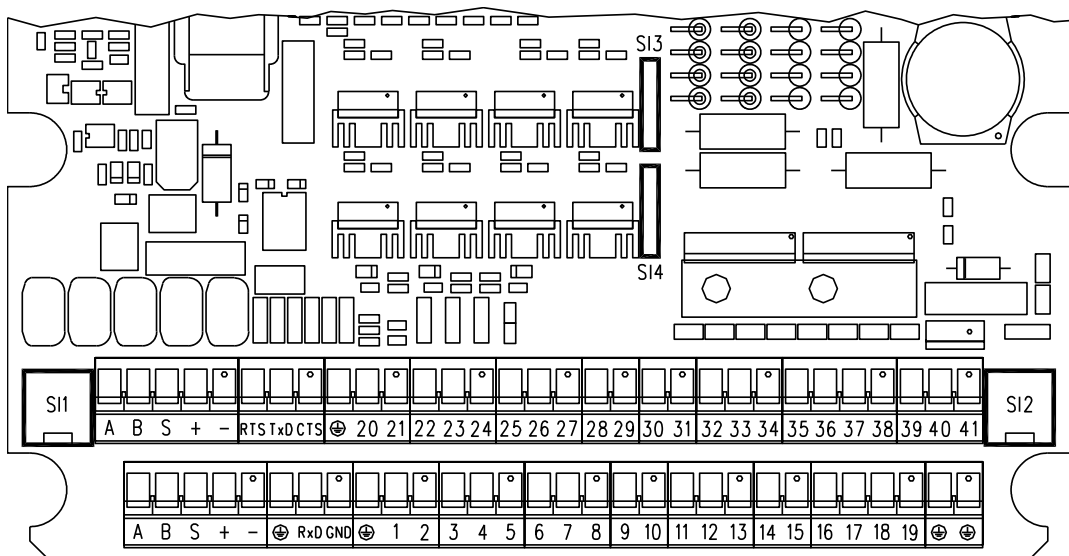 SI3
SI4
SI1
A B S + - RTS TxD CTS ⏚ 20 21 22 23 24 25 26 27 28 29 30 31 32 33 34 35 36 37 38 39 40 41
SI2
A B S + - ⏚ RxD GND ⏚ 1 2 3 4 5 6 7 8 9 10 11 12 13 14 15 16 17 18 19 ⏚ ⏚